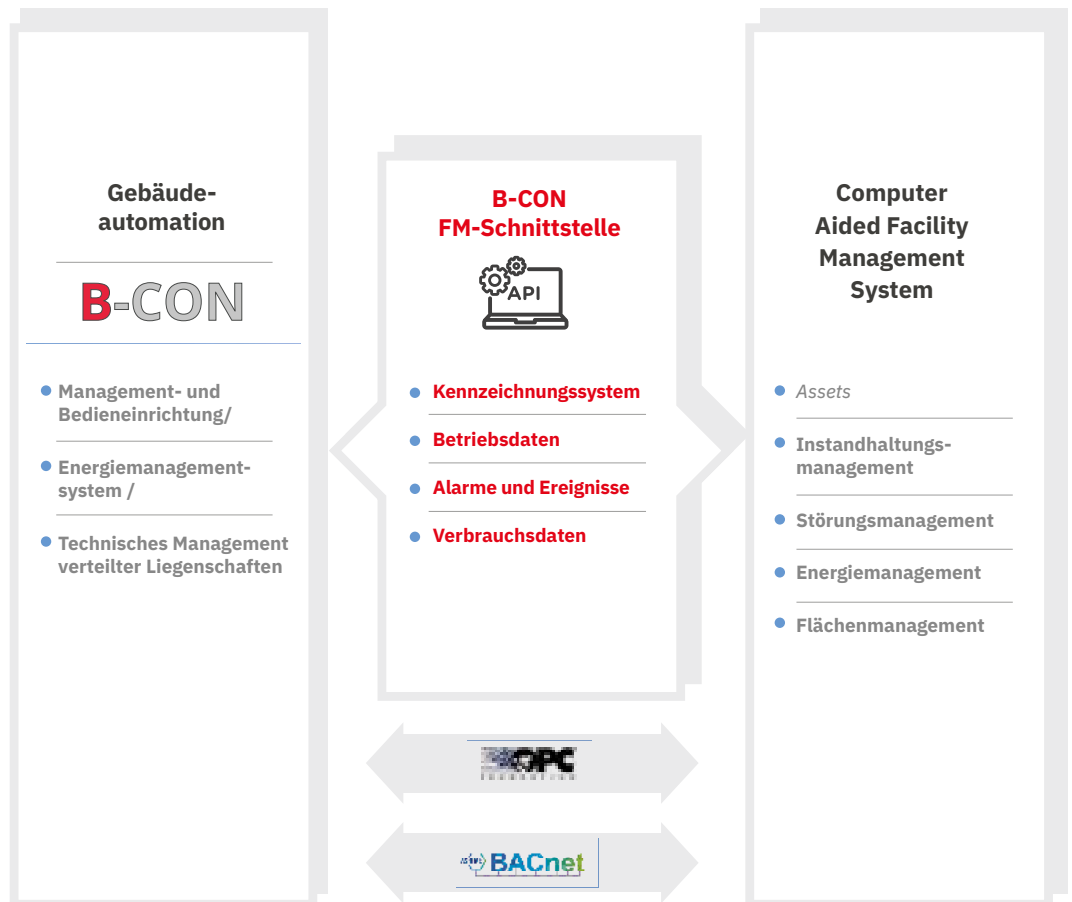 Gebäude-
automation
B-CON
Management- und
Bedieneinrichtung/
Energiemanagement-
system /
Technisches Management
verteilter Liegenschaften
B-CON
FM-Schnittstelle
API
Kennzeichnungssystem
Betriebsdaten
Alarme und Ereignisse
Verbrauchsdaten
OPC
BACnet
Computer
Aided Facility
Management
System
Assets
Instandhaltungs-
management
Störungsmanagement
Energiemanagement
Flächenmanagement